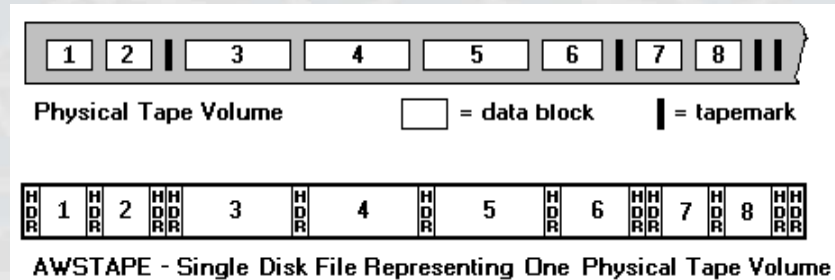 1 2 3 4 5 6 7 8
Physical Tape Volume = data block = tapemark
HDR 1 HDR 2 HDR HDR 3 HDR 4 HDR 5 HDR 6 HDR HDR 7 HDR 8 HDR HDR
AWSTAPE - Single Disk File Representing One Physical Tape Volume